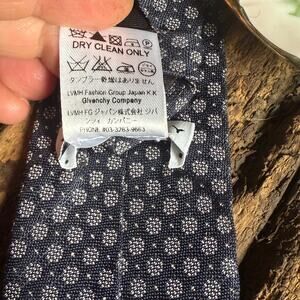 DRY CLEAN ONLY
タンブラー乾燥はお避け下さい。
LVMH Fashion Group Japan K.K
Givenchy Company
LVMH FG ジャパン株式会社 ジバ
ンシィ カンパニー
PHONE #03-3263-9663